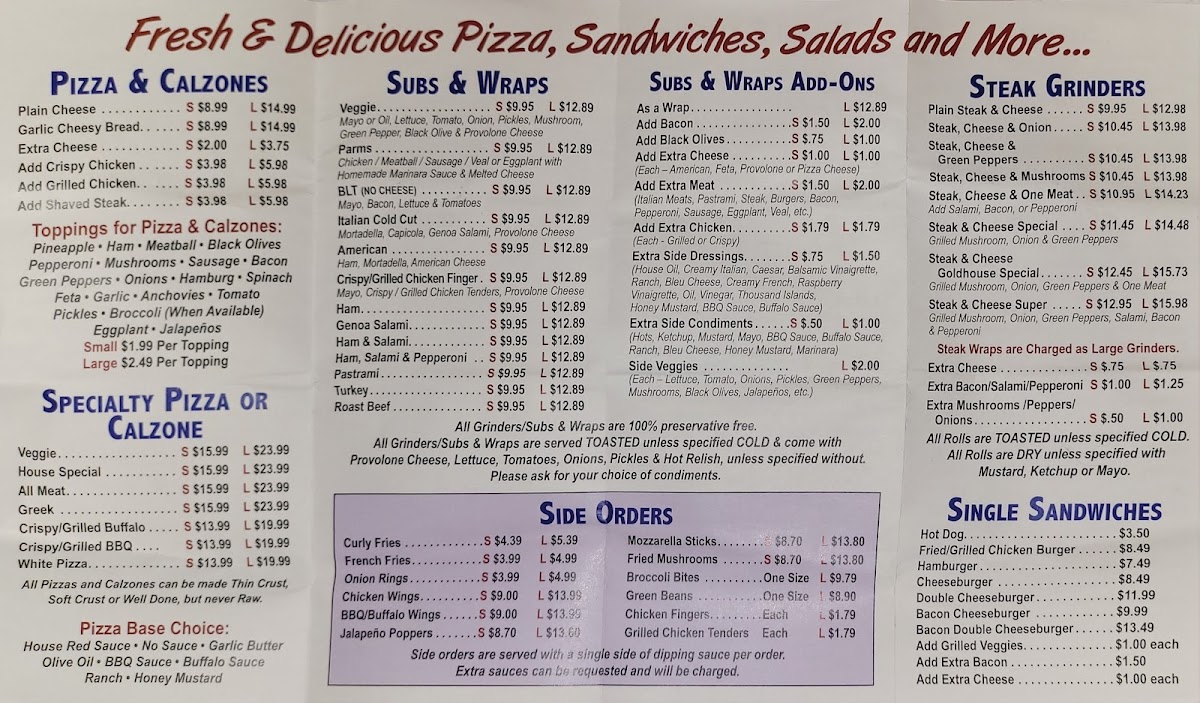 Fresh & Delicious Pizza, Sandwiches, Salads and More...
PIZZA & CALZONES
Plain Cheese ........... S $8.99 L $14.99
Garlic Cheesy Bread...... S $8.99 L $14.99
Extra Cheese ........... S $2.00 L $3.75
Add Crispy Chicken ...... S $3.98 L $5.98
Add Grilled Chicken...... S $3.98 L $5.98
Add Shaved Steak........ S $3.98 L $5.98
Toppings for Pizza & Calzones:
Pineapple • Ham • Meatball • Black Olives
Pepperoni • Mushrooms • Sausage • Bacon
Green Peppers • Onions • Hamburg • Spinach
Feta • Garlic • Anchovies • Tomato
Pickles • Broccoli (When Available)
Eggplant • Jalapeños
Small $1.99 Per Topping
Large $2.49 Per Topping
SPECIALTY PIZZA OR
CALZONE
Veggie.................. S $15.99 L $23.99
House Special ........... S $15.99 L $23.99
All Meat................. S $15.99 L $23.99
Greek .................. S $15.99 L $23.99
Crispy/Grilled Buffalo ..... S $13.99 L $19.99
Crispy/Grilled BBQ .... S $13.99 L $19.99
White Pizza.............. S $13.99 L $19.99
All Pizzas and Calzones can be made Thin Crust,
Soft Crust or Well Done, but never Raw.
Pizza Base Choice:
House Red Sauce • No Sauce • Garlic Butter
Olive Oil • BBQ Sauce • Buffalo Sauce
Ranch • Honey Mustard
SUBS & WRAPS
Veggie.................. S $9.95 L $12.89
Mayo or Oil, Lettuce, Tomato, Onion, Pickles, Mushroom,
Green Pepper, Black Olive & Provolone Cheese
Parms .................. S $9.95 L $12.89
Chicken / Meatball / Sausage / Veal or Eggplant with
Homemade Marinara Sauce & Melted Cheese
BLT (NO CHEESE) .......... S $9.95 L $12.89
Mayo, Bacon, Lettuce & Tomatoes
Italian Cold Cut ........... S $9.95 L $12.89
Mortadella, Capicola, Genoa Salami, Provolone Cheese
American ............... S $9.95 L $12.89
Ham, Mortadella, American Cheese
Crispy/Grilled Chicken Finger . S $9.95 L $12.89
Mayo, Crispy / Grilled Chicken Tenders, Provolone Cheese
Ham.................... S $9.95 L $12.89
Genoa Salami............ S $9.95 L $12.89
Ham & Salami............ S $9.95 L $12.89
Ham, Salami & Pepperoni .. S $9.95 L $12.89
Pastrami................ S $9.95 L $12.89
Turkey.................. S $9.95 L $12.89
Roast Beef .............. S $9.95 L $12.89
SUBS & WRAPS ADD-ONS
As a Wrap................ L $12.89
Add Bacon ............... S $1.50 L $2.00
Add Black Olives.......... S $.75 L $1.00
Add Extra Cheese ......... S $1.00 L $1.00
(Each – American, Feta, Provolone or Pizza Cheese)
Add Extra Meat ........... S $1.50 L $2.00
(Italian Meats, Pastrami, Steak, Burgers, Bacon,
Pepperoni, Sausage, Eggplant, Veal, etc.)
Add Extra Chicken......... S $1.79 L $1.79
(Each - Grilled or Crispy)
Extra Side Dressings....... S $.75 L $1.50
(House Oil, Creamy Italian, Caesar, Balsamic Vinaigrette,
Ranch, Bleu Cheese, Creamy French, Raspberry
Vinaigrette, Oil, Vinegar, Thousand Islands,
Honey Mustard, BBQ Sauce, Buffalo Sauce)
Extra Side Condiments...... S $.50 L $1.00
(Hots, Ketchup, Mustard, Mayo, BBQ Sauce, Buffalo Sauce,
Ranch, Bleu Cheese, Honey Mustard, Marinara)
Side Veggies .............. L $2.00
(Each – Lettuce, Tomato, Onions, Pickles, Green Peppers,
Mushrooms, Black Olives, Jalapeños, etc.)
All Grinders/Subs & Wraps are 100% preservative free.
All Grinders/Subs & Wraps are served TOASTED unless specified COLD & come with
Provolone Cheese, Lettuce, Tomatoes, Onions, Pickles & Hot Relish, unless specified without.
Please ask for your choice of condiments.
SIDE ORDERS
Curly Fries ............... S $4.39 L $5.39
French Fries.............. S $3.99 L $4.99
Onion Rings.............. S $3.99 L $4.99
Chicken Wings............ S $9.00 L $13.99
BBQ/Buffalo Wings........ S $9.00 L $13.99
Jalapeño Poppers ........ S $8.70 L $13.60
Mozzarella Sticks......... S $8.70 L $13.80
Fried Mushrooms ........ S $8.70 L $13.80
Broccoli Bites .......... One Size L $9.79
Green Beans ........... One Size L $8.90
Chicken Fingers......... Each L $1.79
Grilled Chicken Tenders Each L $1.79
Side orders are served with a single side of dipping sauce per order.
Extra sauces can be requested and will be charged.
STEAK GRINDERS
Plain Steak & Cheese ...... S $9.95 L $12.98
Steak, Cheese & Onion..... S $10.45 L $13.98
Steak, Cheese &
Green Peppers .......... S $10.45 L $13.98
Steak, Cheese & Mushrooms S $10.45 L $13.98
Steak, Cheese & One Meat.. S $10.95 L $14.23
Add Salami, Bacon, or Pepperoni
Steak & Cheese Special .... S $11.45 L $14.48
Grilled Mushroom, Onion & Green Peppers
Steak & Cheese
Goldhouse Special....... S $12.45 L $15.73
Grilled Mushroom, Onion, Green Peppers & One Meat
Steak & Cheese Super ..... S $12.95 L $15.98
Grilled Mushroom, Onion, Green Peppers, Salami, Bacon
& Pepperoni
Steak Wraps are Charged as Large Grinders.
Extra Cheese ............. S $.75 L $.75
Extra Bacon/Salami/Pepperoni S $1.00 L $1.25
Extra Mushrooms /Peppers/
Onions.................. S $.50 L $1.00
All Rolls are TOASTED unless specified COLD.
All Rolls are DRY unless specified with
Mustard, Ketchup or Mayo.
SINGLE SANDWICHES
Hot Dog........................ $3.50
Fried/Grilled Chicken Burger ....... $8.49
Hamburger..................... $7.49
Cheeseburger ................... $8.49
Double Cheeseburger............ $11.99
Bacon Cheeseburger .............. $9.99
Bacon Double Cheeseburger...... $13.49
Add Grilled Veggies.............. $1.00 each
Add Extra Bacon ................ $1.50
Add Extra Cheese ............... $1.00 each